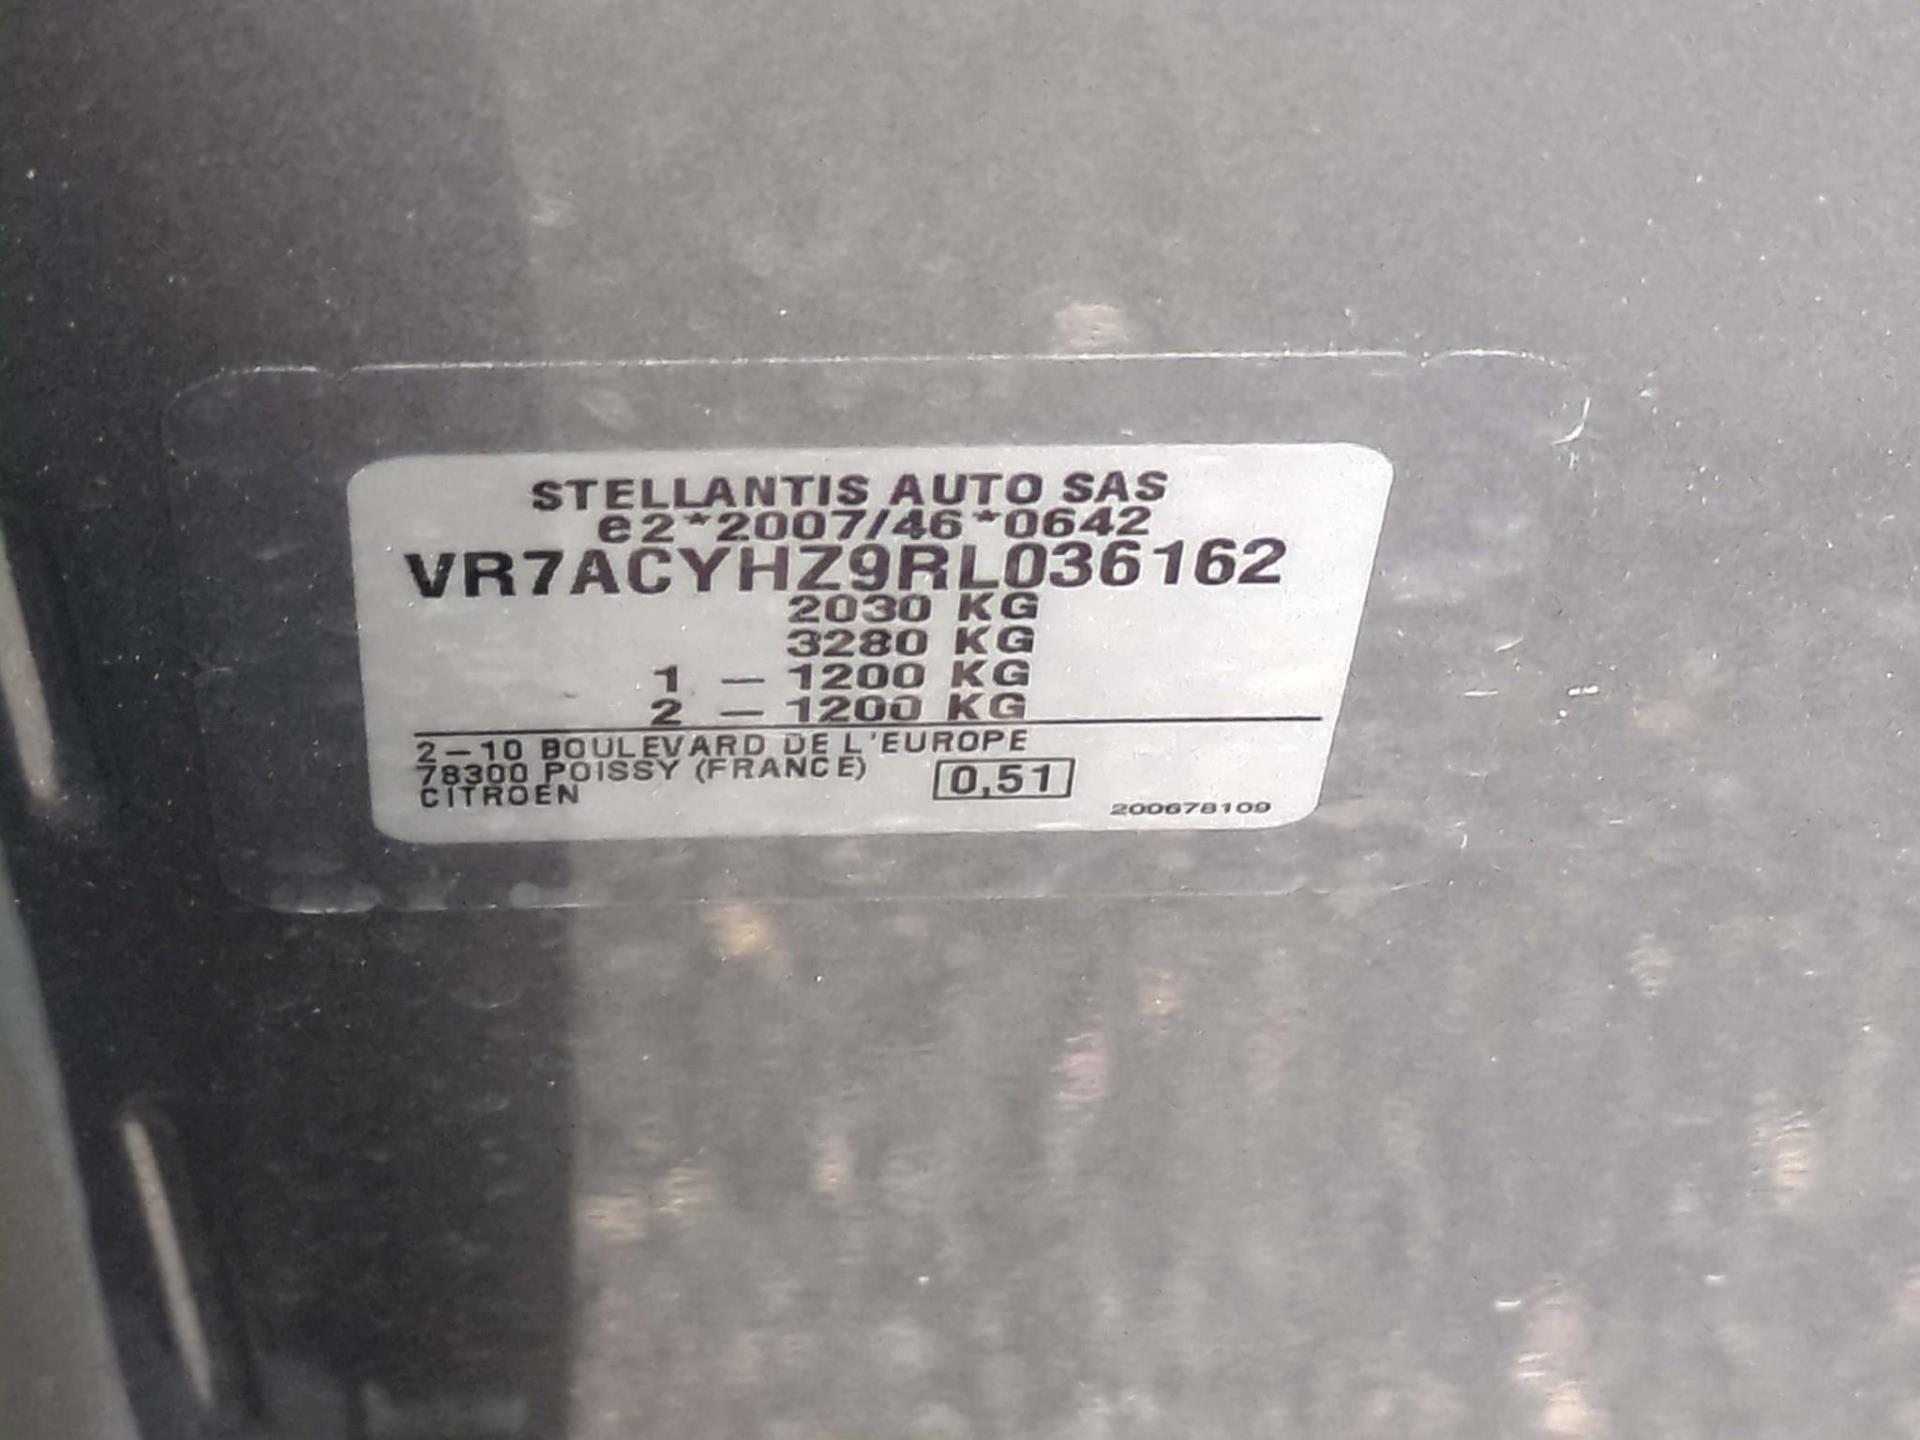 STELLANTIS AUTO SAS
e2*2007/46*0642
VR7ACYHZ9RL036162
2030 KG
3280 KG
1 – 1200 KG
2 – 1200 KG
2–10 BOULEVARD DE L'EUROPE
78300 POISSY (FRANCE)
CITROEN
0,51
200678109